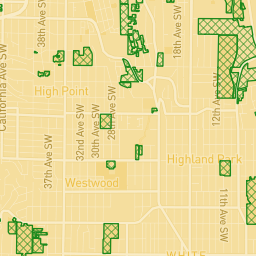 38th Ave SW
18th Ave SW
California Ave SW
High Point
28th Ave SW
12th Ave SW
32nd Ave SW
30th Ave SW
37th Ave SW
Highland Park
Westwood
11th Ave SW
WHITE